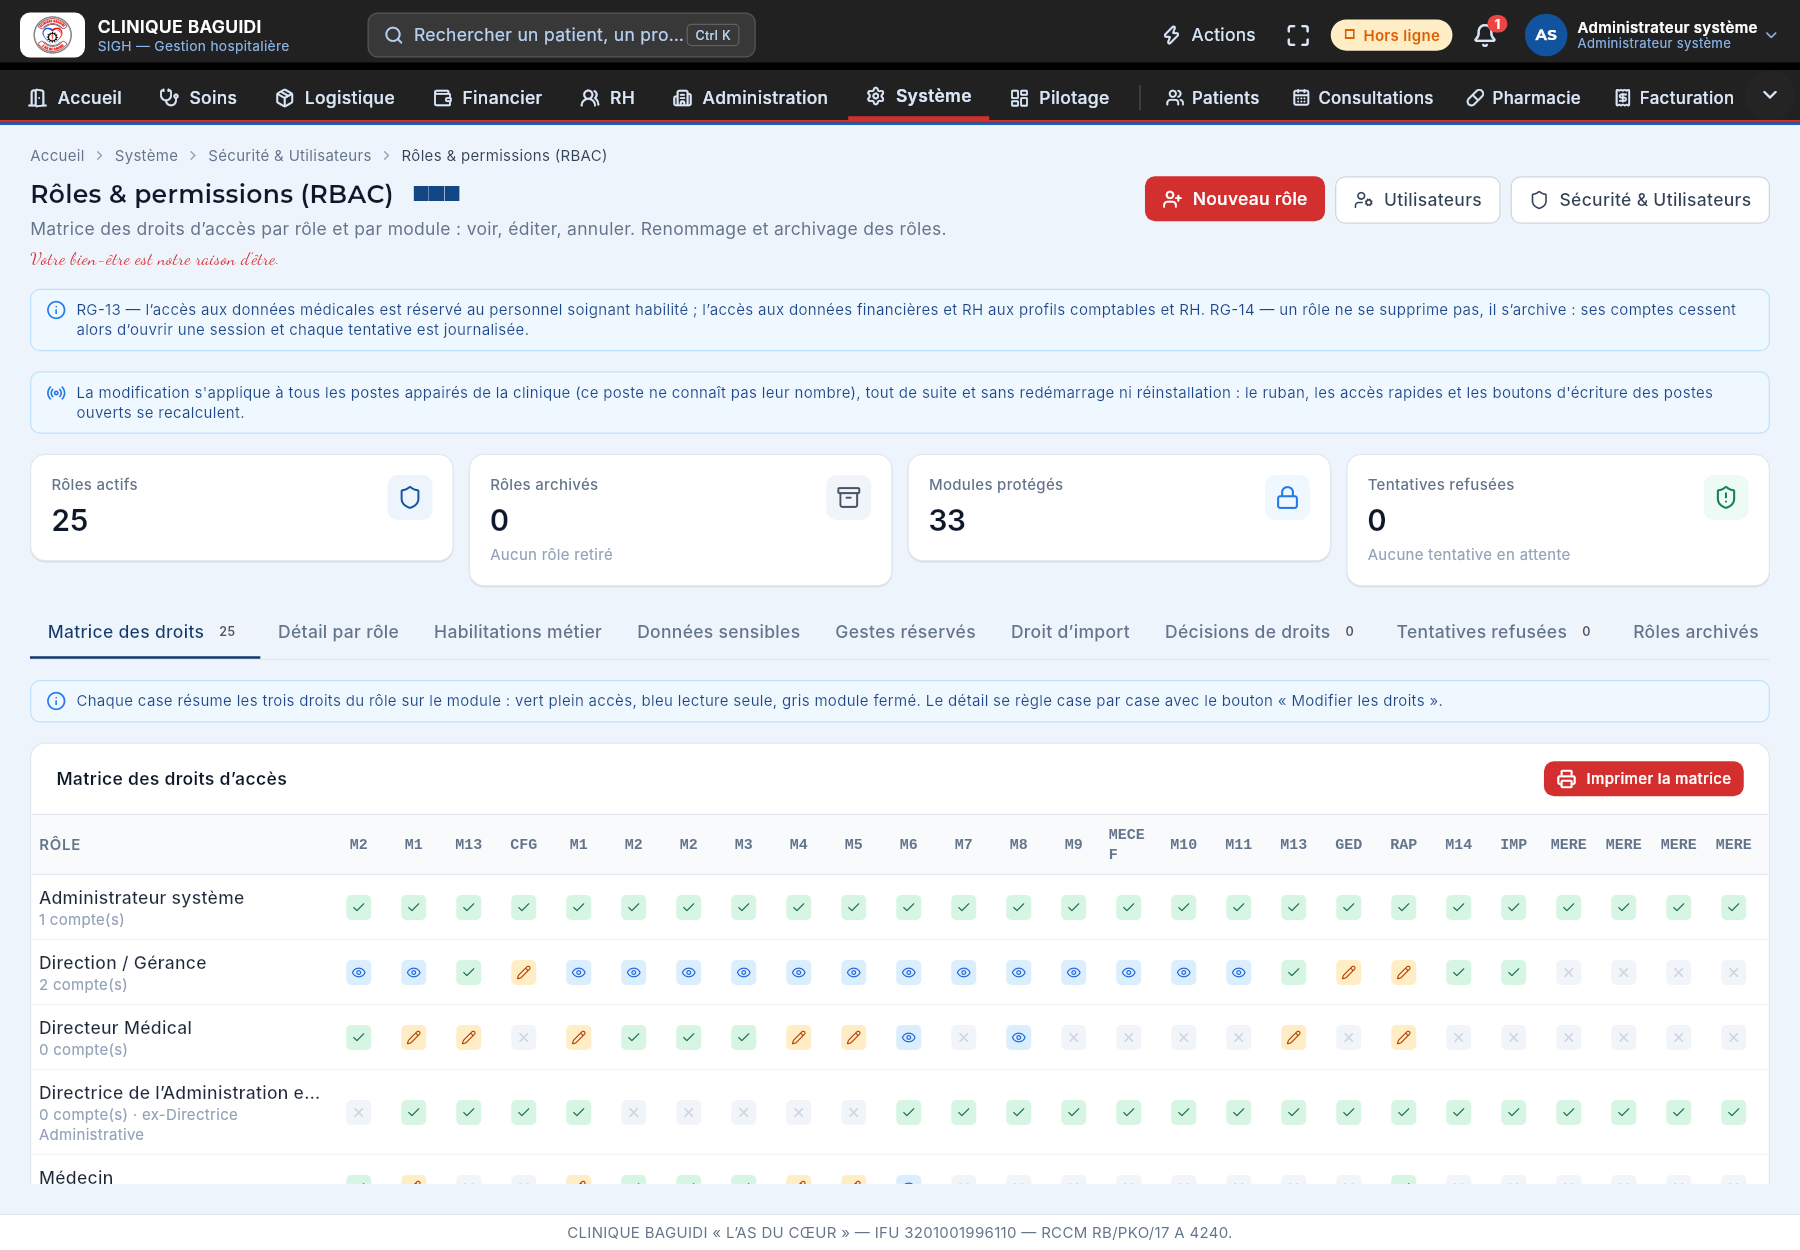 CLINIQUE BAGUIDI
SIGH — Gestion hospitalière
Rechercher un patient, un pro... Ctrl K
Actions
Hors ligne
1
AS
Administrateur système
Administrateur système
Accueil Soins Logistique Financier RH Administration Système Pilotage Patients Consultations Pharmacie Facturation
Accueil > Système > Sécurité & Utilisateurs > Rôles & permissions (RBAC)
Rôles & permissions (RBAC)
Nouveau rôle Utilisateurs Sécurité & Utilisateurs
Matrice des droits d’accès par rôle et par module : voir, éditer, annuler. Renommage et archivage des rôles.
Votre bien-être est notre raison d'être.
RG-13 — l’accès aux données médicales est réservé au personnel soignant habilité ; l’accès aux données financières et RH aux profils comptables et RH. RG-14 — un rôle ne se supprime pas, il s’archive : ses comptes cessent
alors d’ouvrir une session et chaque tentative est journalisée.
La modification s'applique à tous les postes appairés de la clinique (ce poste ne connaît pas leur nombre), tout de suite et sans redémarrage ni réinstallation : le ruban, les accès rapides et les boutons d'écriture des postes
ouverts se recalculent.
Rôles actifs
25
Rôles archivés
0
Aucun rôle retiré
Modules protégés
33
Tentatives refusées
0
Aucune tentative en attente
Matrice des droits 25 Détail par rôle Habilitations métier Données sensibles Gestes réservés Droit d’import Décisions de droits 0 Tentatives refusées 0 Rôles archivés
Chaque case résume les trois droits du rôle sur le module : vert plein accès, bleu lecture seule, gris module fermé. Le détail se règle case par case avec le bouton « Modifier les droits ».
Matrice des droits d’accès
Imprimer la matrice
RÔLE M2 M1 M13 CFG M1 M2 M2 M3 M4 M5 M6 M7 M8 M9 MECE M10 M11 M13 GED RAP M14 IMP MERE MERE MERE MERE
F
Administrateur système
1 compte(s)
Direction / Gérance
2 compte(s)
Directeur Médical
0 compte(s)
Directrice de l’Administration e...
0 compte(s) · ex-Directrice
Administrative
Médecin
CLINIQUE BAGUIDI « L’AS DU CŒUR » — IFU 3201001996110 — RCCM RB/PKO/17 A 4240.